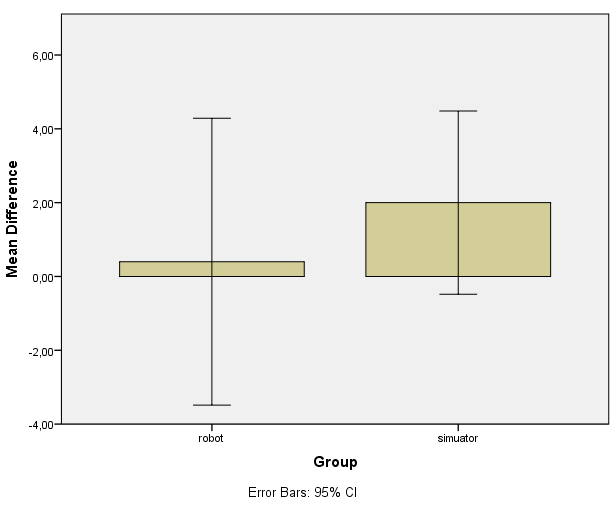 6,00
4,00
2,00
0,00
-2,00
-4,00
Mean Difference
robot
simuator
Group
Error Bars: 95% CI